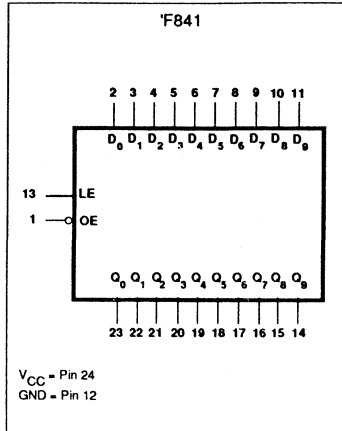 'F841
2 3 4 5 6 7 8 9 10 11
D0 D1 D2 D3 D4 D5 D6 D7 D8 D9
13 LE
1 OE
Q0 Q1 Q2 Q3 Q4 Q5 Q6 Q7 Q8 Q9
23 22 21 20 19 18 17 16 15 14
VCC = Pin 24
GND = Pin 12